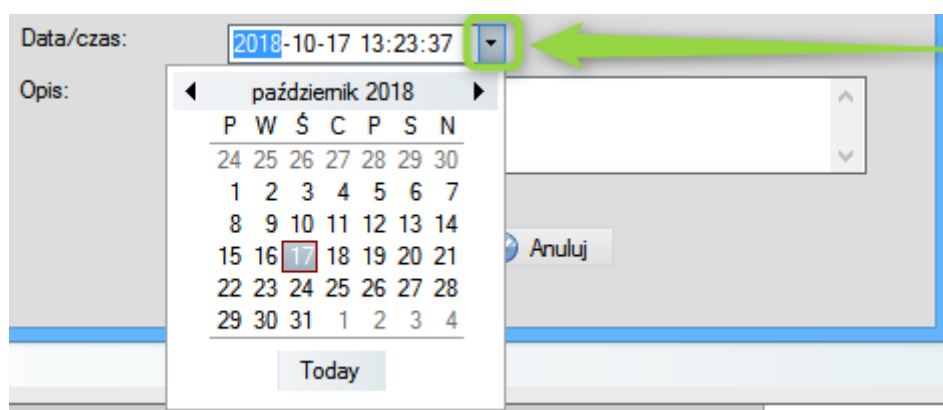 Data/czas: 2018-10-17 13:23:37
Opis:
październik 2018
P W Ś C P S N
24 25 26 27 28 29 30
1 2 3 4 5 6 7
8 9 10 11 12 13 14
15 16 17 18 19 20 21
22 23 24 25 26 27 28
29 30 31 1 2 3 4
Anuluj
Today